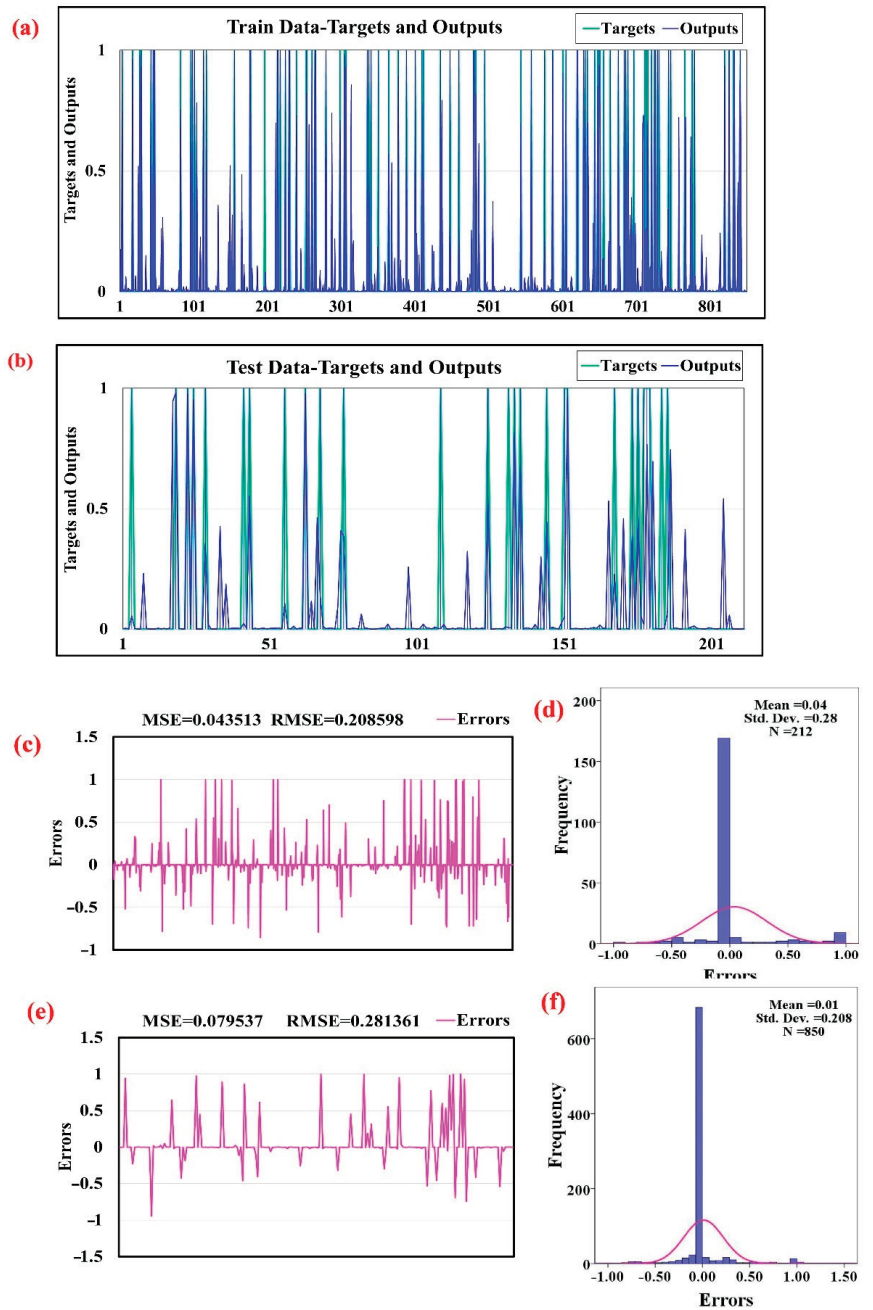 (a)
Train Data-Targets and Outputs
Targets Outputs
Targets and Outputs
1
0.5
0
1 101 201 301 401 501 601 701 801
(b)
Test Data-Targets and Outputs
Targets Outputs
Targets and Outputs
1
0.5
0
1 51 101 151 201
(c)
MSE=0.043513 RMSE=0.208598 Errors
Errors
1.5
1
0.5
0
−0.5
−1
(d)
Mean =0.04
Std. Dev. =0.28
N =212
Frequency
200
150
100
50
0
-1.00 -0.50 0.00 0.50 1.00
Errors
(e)
MSE=0.079537 RMSE=0.281361 Errors
Errors
1.5
1
0.5
0
−0.5
−1
−1.5
(f)
Mean =0.01
Std. Dev. =0.208
N =850
Frequency
600
400
200
0
-1.00 -0.50 0.00 0.50 1.00 1.50
Errors